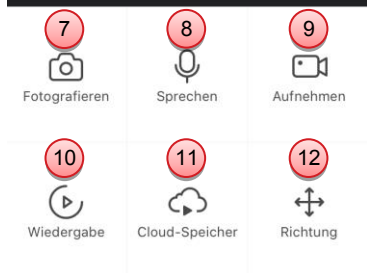 7 8 9
Fotografieren Sprechen Aufnehmen
10 11 12
Wiedergabe Cloud-Speicher Richtung